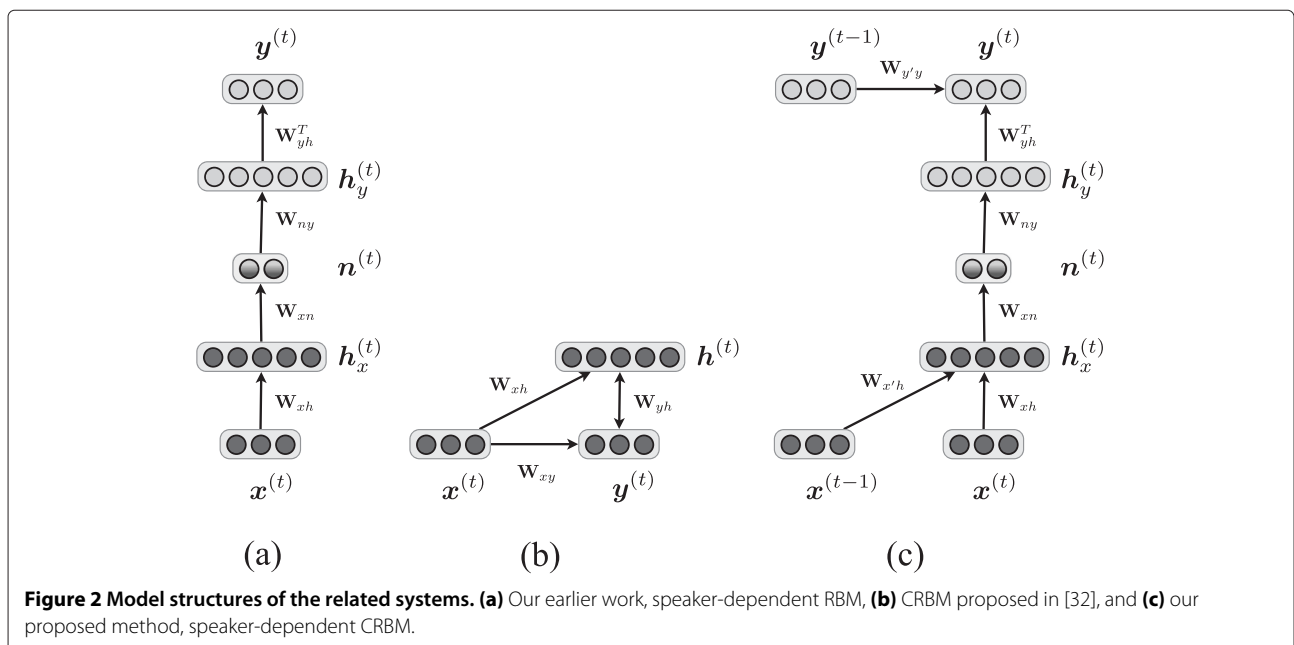 y^(t)
W_yh^T
h_y^(t)
W_ny
n^(t)
W_xn
h_x^(t)
W_xh
x^(t)
(a)
h^(t)
W_xh
W_yh
W_xy
x^(t)
y^(t)
(b)
y^(t−1)
y^(t)
W_y′y
W_yh^T
h_y^(t)
W_ny
n^(t)
W_xn
h_x^(t)
W_x′h
W_xh
x^(t−1)
x^(t)
(c)
Figure 2 Model structures of the related systems. (a) Our earlier work, speaker-dependent RBM, (b) CRBM proposed in [32], and (c) our
proposed method, speaker-dependent CRBM.